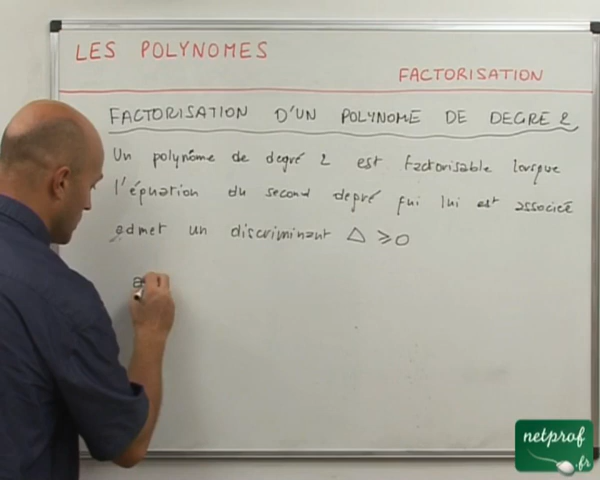 LES POLYNOMES
FACTORISATION
FACTORISATION D'UN POLYNOME DE DEGRE 2
Un polynôme de degré 2 est factorisable lorsque
l'équation du second degré qui lui est associée
admet un discriminant Δ ≥ 0
a
netprof
.fr